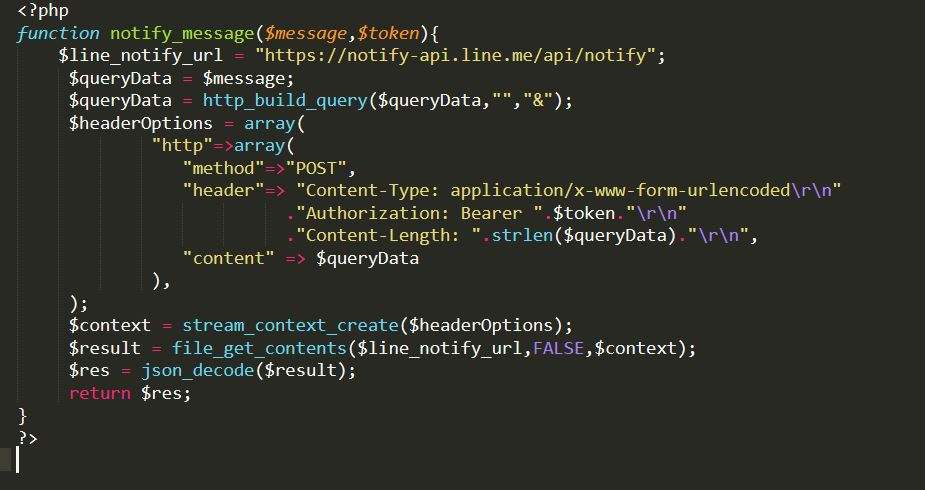 <?php
function notify_message($message,$token){
    $line_notify_url = "https://notify-api.line.me/api/notify";
     $queryData = $message;
     $queryData = http_build_query($queryData,"","&");
     $headerOptions = array(
             "http"=>array(
                "method"=>"POST",
                "header"=> "Content-Type: application/x-www-form-urlencoded\r\n"
                          ."Authorization: Bearer ".$token."\r\n"
                          ."Content-Length: ".strlen($queryData)."\r\n",
                "content" => $queryData
             ),
     );
     $context = stream_context_create($headerOptions);
     $result = file_get_contents($line_notify_url,FALSE,$context);
     $res = json_decode($result);
     return $res;
}
?>